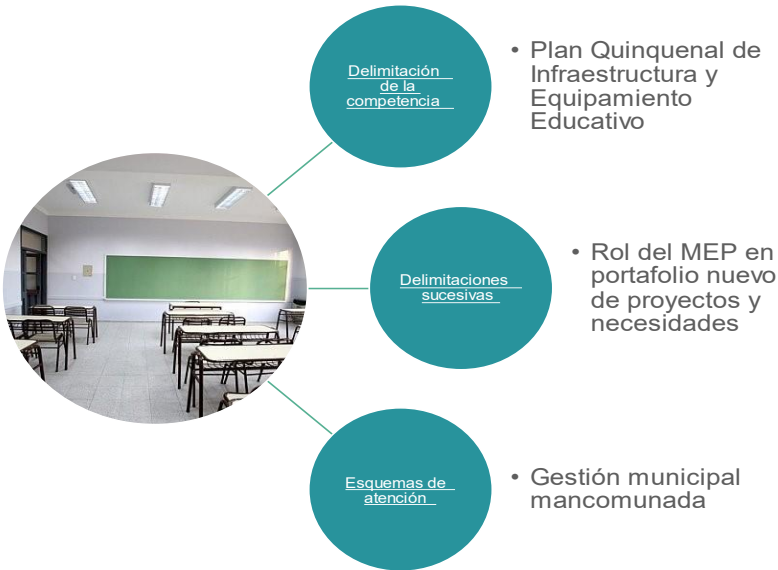 Delimitación
de la
competencia
• Plan Quinquenal de
Infraestructura y
Equipamiento
Educativo
Delimitaciones
sucesivas
• Rol del MEP en
portafolio nuevo
de proyectos y
necesidades
Esquemas de
atención
• Gestión municipal
mancomunada